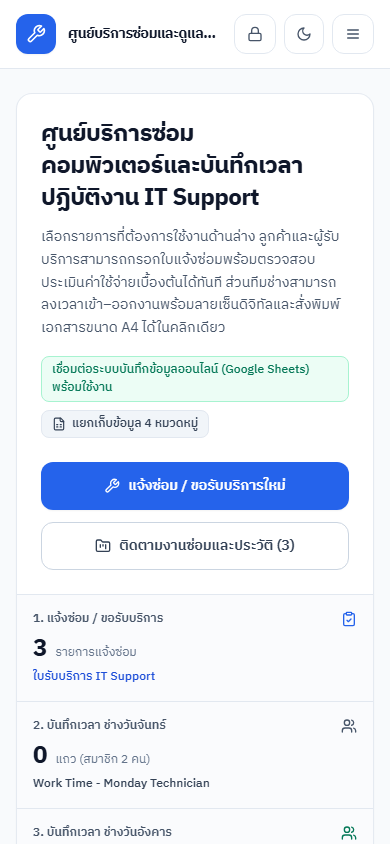 ศูนย์บริการซ่อมและดูแล...
ศูนย์บริการซ่อม
คอมพิวเตอร์และบันทึกเวลา
ปฏิบัติงาน IT Support
เลือกรายการที่ต้องการใช้งานด้านล่าง ลูกค้าและผู้รับ
บริการสามารถกรอกใบแจ้งซ่อมพร้อมตรวจสอบ
ประเมินค่าใช้จ่ายเบื้องต้นได้ทันที ส่วนทีมช่างสามารถ
ลงเวลาเข้า–ออกงานพร้อมลายเซ็นดิจิทัลและสั่งพิมพ์
เอกสารขนาด A4 ได้ในคลิกเดียว
เชื่อมต่อระบบบันทึกข้อมูลออนไลน์ (Google Sheets)
พร้อมใช้งาน
แยกเก็บข้อมูล 4 หมวดหมู่
แจ้งซ่อม / ขอรับบริการใหม่
ติดตามงานซ่อมและประวัติ (3)
1. แจ้งซ่อม / ขอรับบริการ
3 รายการแจ้งซ่อม
ใบรับบริการ IT Support
2. บันทึกเวลา ช่างวันจันทร์
0 แถว (สมาชิก 2 คน)
Work Time - Monday Technician
3. บันทึกเวลา ช่างวันอังคาร